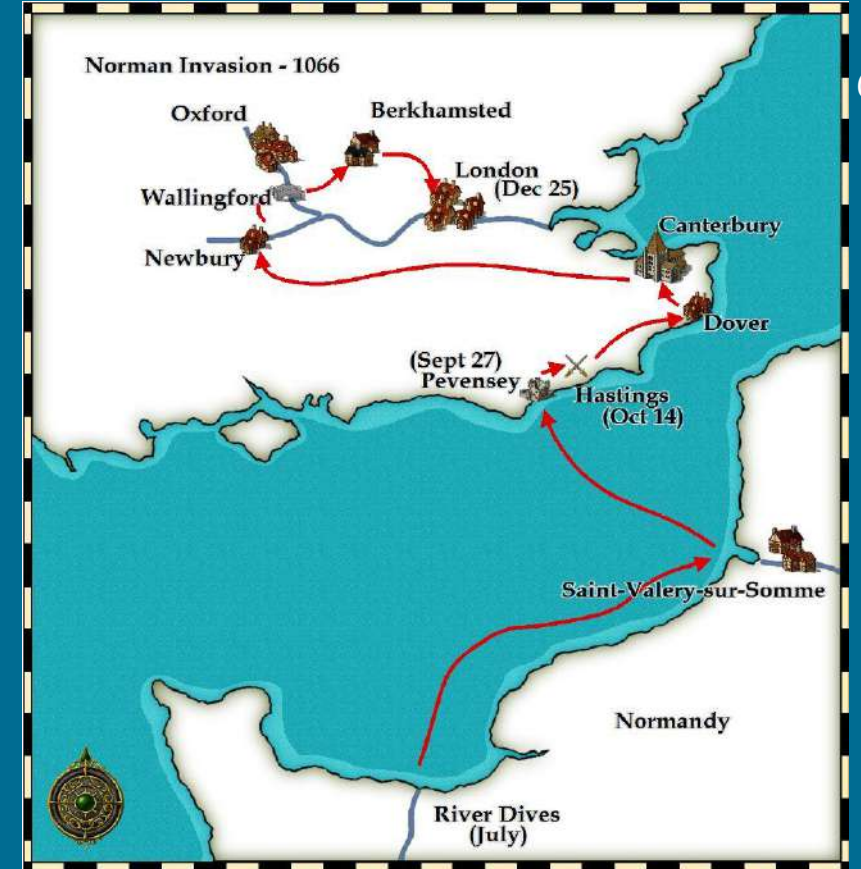 Norman Invasion - 1066
Oxford
Berkhamsted
London
(Dec 25)
Wallingford
Canterbury
Newbury
Dover
(Sept 27)
Pevensey
Hastings
(Oct 14)
Saint-Valery-sur-Somme
Normandy
River Dives
(July)